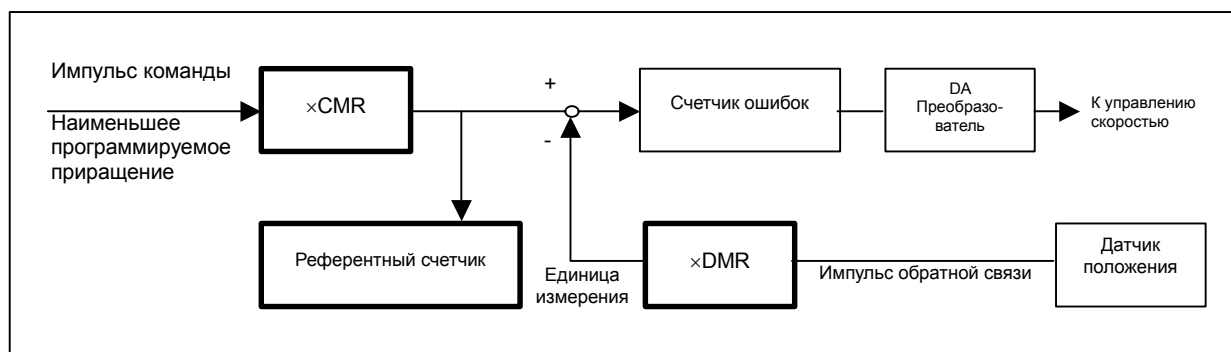 Импульс команды
Наименьшее
программируемое
приращение
×CMR
+
-
Счетчик ошибок
DA
Преобразо-
ватель
К управлению
скоростью
Референтный счетчик
Единица
измерения
×DMR
Импульс обратной связи
Датчик
положения